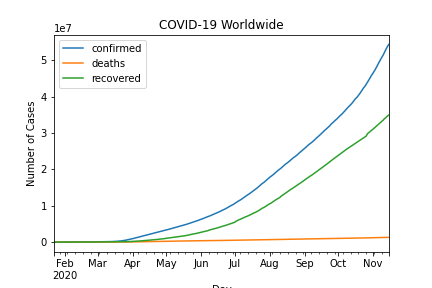 COVID-19 Worldwide
1e7
confirmed
deaths
recovered
5
4
3
2
1
0
Number of Cases
Feb Mar Apr May Jun Jul Aug Sep Oct Nov
2020
Day